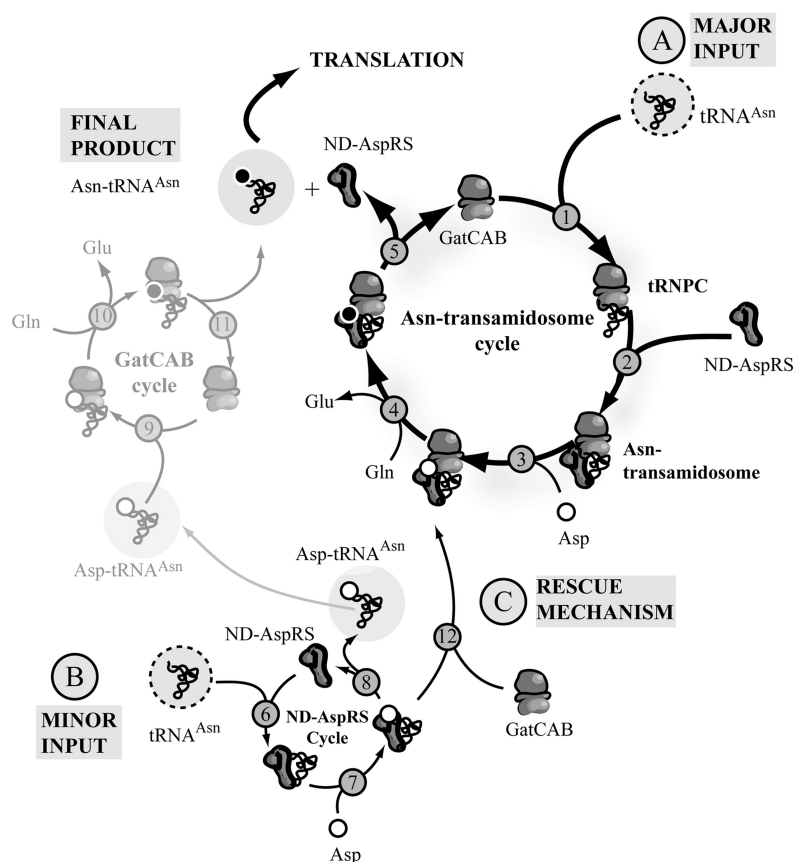 A
MAJOR
INPUT
tRNAAsn
TRANSLATION
FINAL
PRODUCT
Asn-tRNAAsn
+
ND-AspRS
GatCAB
1
5
tRNPC
Asn-transamidosome
cycle
2
ND-AspRS
Glu
Gln
10
11
GatCAB
cycle
9
Glu
4
Gln
3
Asn-
transamidosome
Asp
Asp-tRNAAsn
Asp-tRNAAsn
C
RESCUE
MECHANISM
B
MINOR
INPUT
tRNAAsn
ND-AspRS
6
8
ND-AspRS
Cycle
7
Asp
12
GatCAB